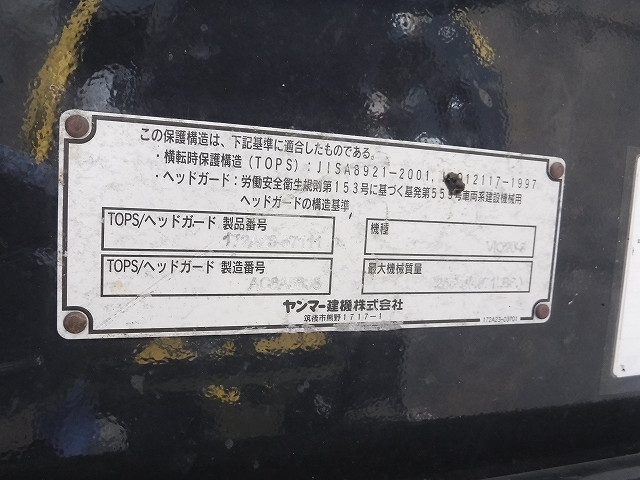 この保護構造は、下記基準に適合したものである。
・横転時保護構造(TOPS):JISA8921-2001, 12117-1997
・ヘッドガード:労働安全衛生規則第153号に基づく基発第559号車両系建設機械用
ヘッドガードの構造基準
TOPS/ヘッドガード 製品番号
機種
TOPS/ヘッドガード 製造番号
最大機械質量
ヤンマー建機株式会社
筑後市熊野1717-1